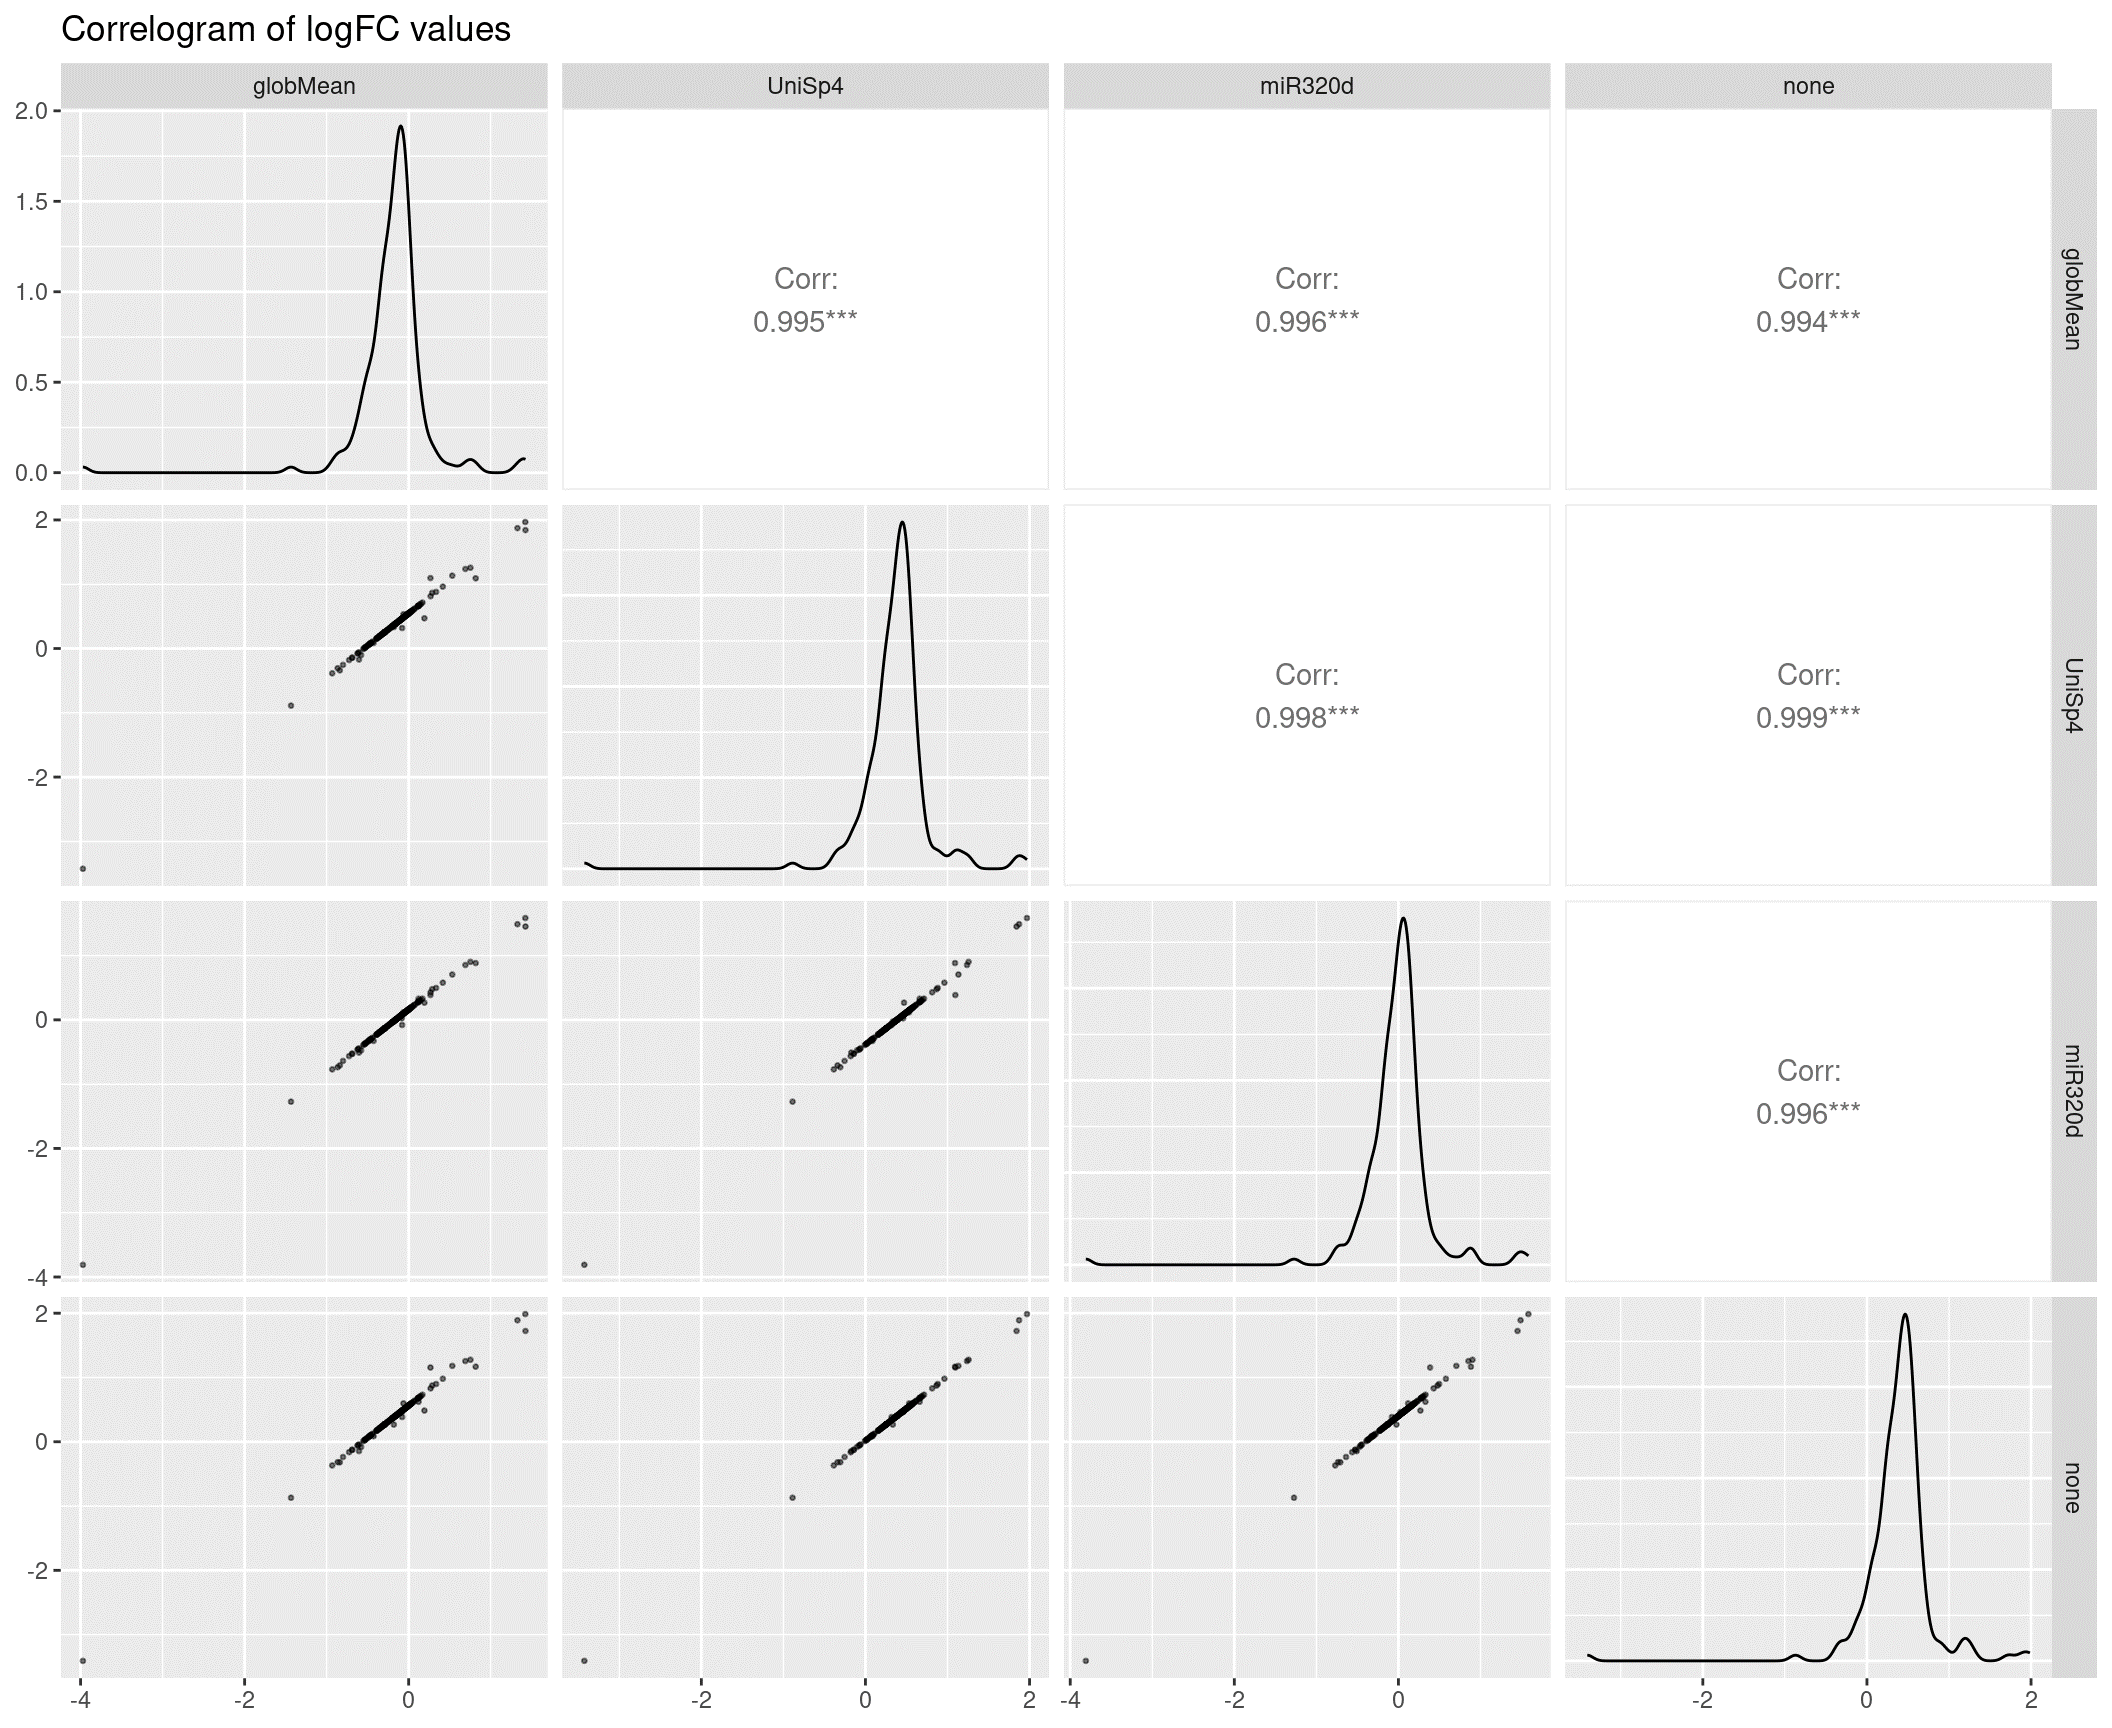 Correlogram of logFC values
globMean UniSp4 miR320d none
2.0
1.5
1.0
0.5
0.0
Corr:
0.995***
Corr:
0.996***
Corr:
0.994***
globMean
2
0
-2
Corr:
0.998***
Corr:
0.999***
UniSp4
0
-2
-4
Corr:
0.996***
miR320d
2
0
-2
none
-4 -2 0 -2 0 2 -4 -2 0 -2 0 2